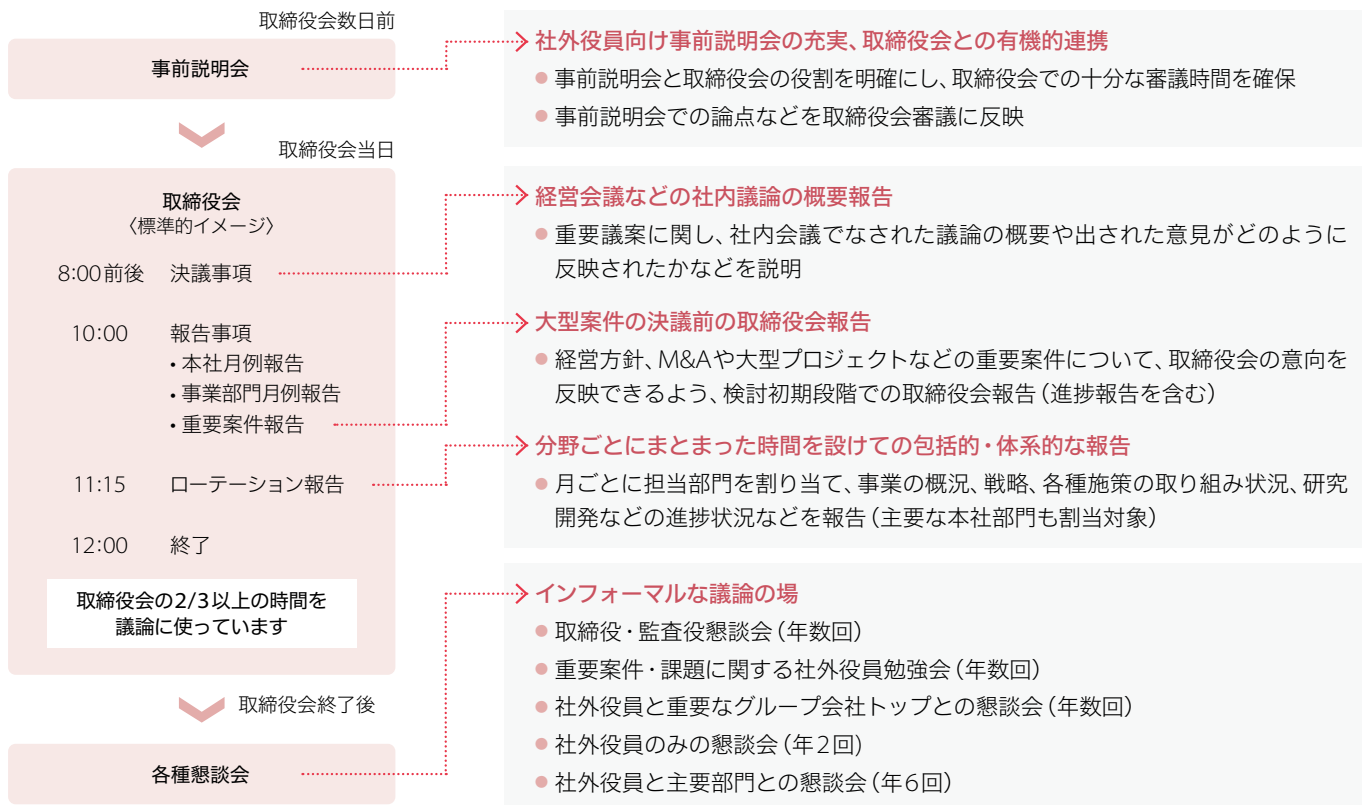 取締役会数日前
事前説明会
社外役員向け事前説明会の充実、取締役会との有機的連携
● 事前説明会と取締役会の役割を明確にし、取締役会での十分な審議時間を確保
● 事前説明会での論点などを取締役会審議に反映
取締役会当日
取締役会
〈標準的イメージ〉
8:00前後 決議事項
経営会議などの社内議論の概要報告
● 重要議案に関し、社内会議でなされた議論の概要や出された意見がどのように
反映されたかなどを説明
10:00 報告事項
・本社月例報告
・事業部門月例報告
・重要案件報告
大型案件の決議前の取締役会報告
● 経営方針、M&Aや大型プロジェクトなどの重要案件について、取締役会の意向を
反映できるよう、検討初期段階での取締役会報告（進捗報告を含む）
11:15 ローテーション報告
分野ごとにまとまった時間を設けての包括的・体系的な報告
● 月ごとに担当部門を割り当て、事業の概況、戦略、各種施策の取り組み状況、研究
開発などの進捗状況などを報告（主要な本社部門も割当対象）
12:00 終了
取締役会の2/3以上の時間を
議論に使っています
取締役会終了後
各種懇談会
インフォーマルな議論の場
● 取締役・監査役懇談会（年数回）
● 重要案件・課題に関する社外役員勉強会（年数回）
● 社外役員と重要なグループ会社トップとの懇談会（年数回）
● 社外役員のみの懇談会（年2回)
● 社外役員と主要部門との懇談会（年6回）